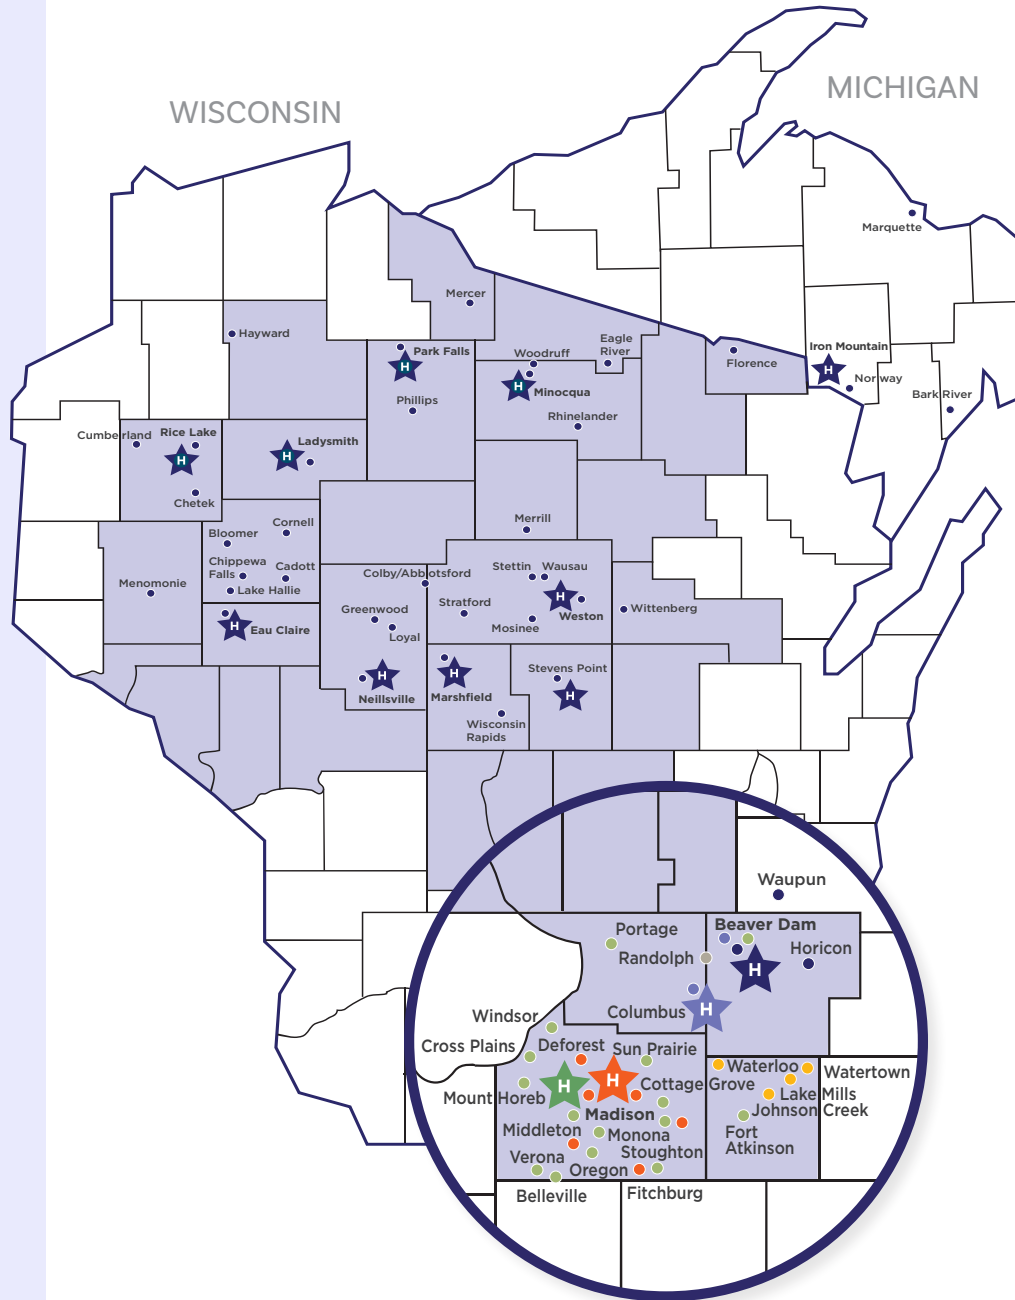 WISCONSIN
MICHIGAN
Marquette
Mercer
Hayward
Park Falls
H
Woodruff
Eagle
River
Florence
Iron Mountain
H
Norway
Bark River
H
Minocqua
Phillips
Rhinelander
Cumberland
Rice Lake
H
Ladysmith
H
Chetek
Cornell
Bloomer
Merrill
Chippewa
Falls
Cadott
Lake Hallie
Menomonie
Colby/Abbotsford
Stettin
Wausau
H
Weston
Wittenberg
Greenwood
Loyal
Stratford
Mosinee
H
Eau Claire
H
Neillsville
H
Marshfield
Stevens Point
H
Wisconsin
Rapids
Waupun
Beaver Dam
H
Horicon
Portage
Randolph
Columbus
H
Windsor
Cross Plains
Deforest
Sun Prairie
H
H
Mount Horeb
Cottage Grove
Madison
Waterloo
Watertown
Lake Mills
Johnson Creek
Middleton
Monona
Stoughton
Fort
Atkinson
Verona
Oregon
Belleville
Fitchburg